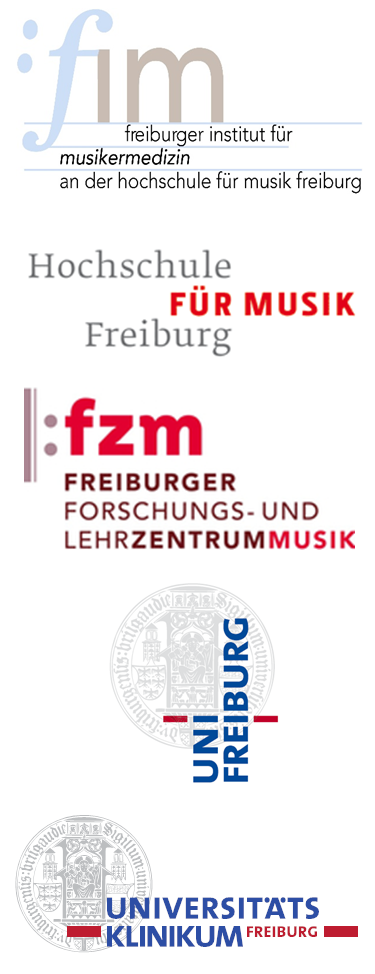 :fim
freiburger institut für
musikermedizin
an der hochschule für musik freiburg
Hochschule
FÜR MUSIK
Freiburg
:fzm
FREIBURGER
FORSCHUNGS- UND
LEHRZENTRUMMUSIK
UNI
FREIBURG
UNIVERSITÄTS
KLINIKUM FREIBURG